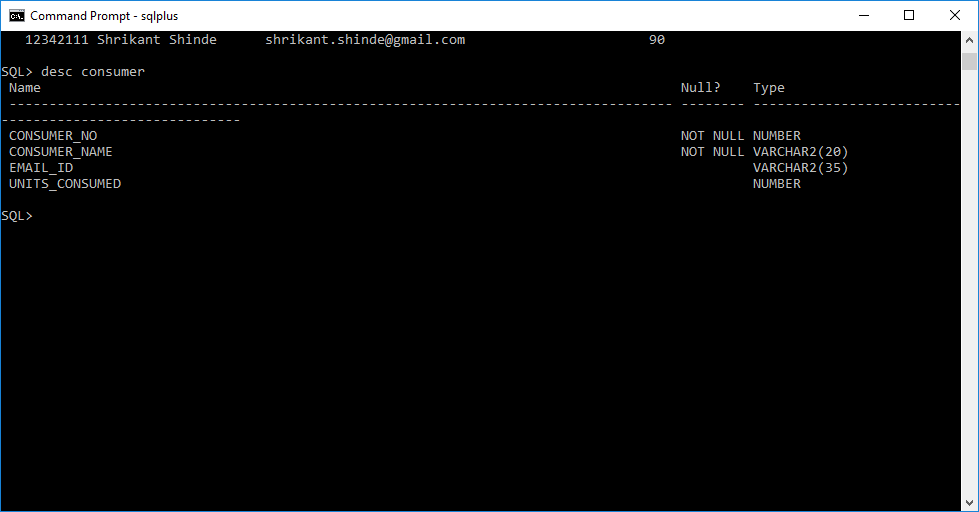 Command Prompt - sqlplus
12342111 Shrikant Shinde shrikant.shinde@gmail.com 90
SQL> desc consumer
Name Null? Type
----------------------------------------------------------------------------------- -------- --------------------------
------------------------------
CONSUMER_NO NOT NULL NUMBER
CONSUMER_NAME NOT NULL VARCHAR2(20)
EMAIL_ID VARCHAR2(35)
UNITS_CONSUMED NUMBER
SQL>